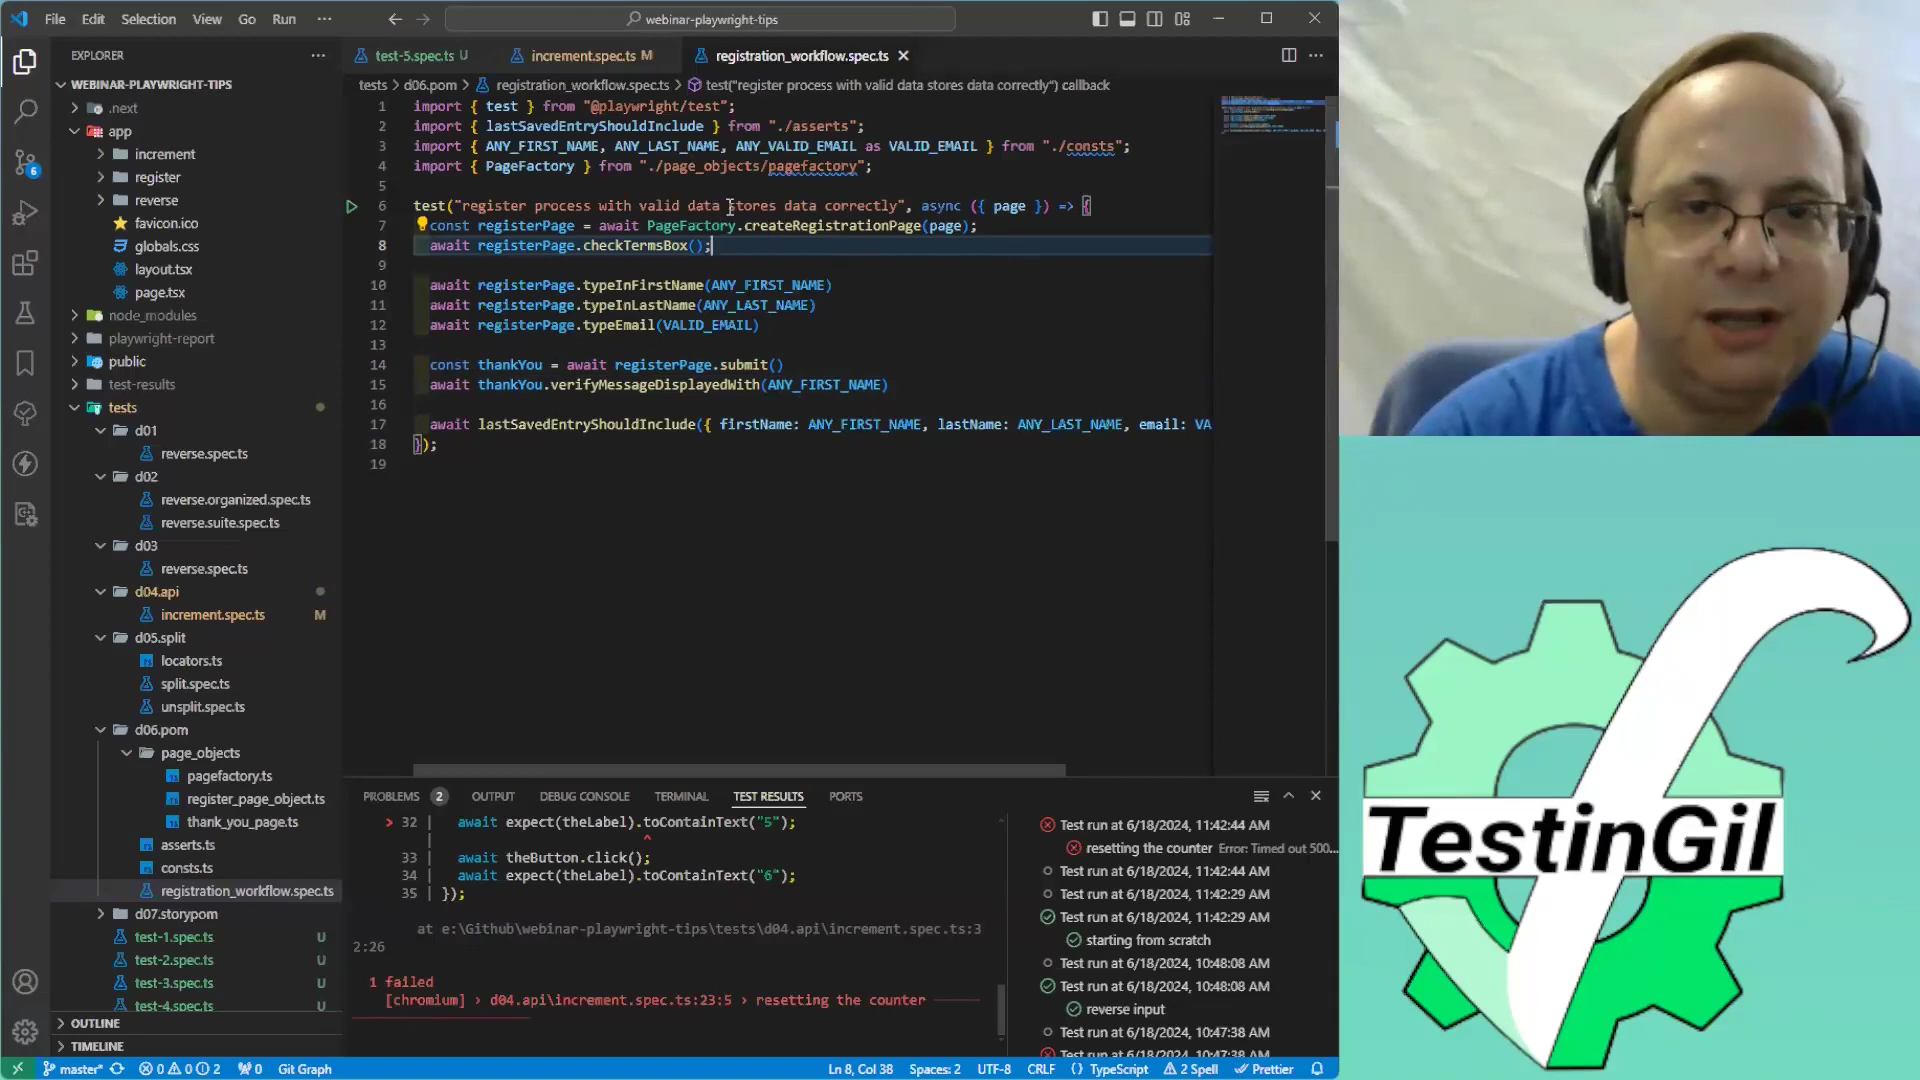 File Edit Selection View Go Run ···
webinar-playwright-tips
EXPLORER
WEBINAR-PLAYWRIGHT-TIPS
.next
app
increment
register
reverse
favicon.ico
globals.css
layout.tsx
page.tsx
node_modules
playwright-report
public
test-results
tests
d01
reverse.spec.ts
d02
reverse.organized.spec.ts
reverse.suite.spec.ts
d03
reverse.spec.ts
d04.api
increment.spec.ts M
d05.split
locators.ts
split.spec.ts
unsplit.spec.ts
d06.pom
page_objects
pagefactory.ts
register_page_object.ts
thank_you_page.ts
asserts.ts
consts.ts
registration_workflow.spec.ts
d07.storypom
test-1.spec.ts U
test-2.spec.ts U
test-3.spec.ts U
test-4.spec.ts U
OUTLINE
TIMELINE
6
test-5.spec.ts U increment.spec.ts M registration_workflow.spec.ts
tests > d06.pom > registration_workflow.spec.ts > test("register process with valid data stores data correctly") callback
1 import { test } from "@playwright/test";
2 import { lastSavedEntryShouldInclude } from "./asserts";
3 import { ANY_FIRST_NAME, ANY_LAST_NAME, ANY_VALID_EMAIL as VALID_EMAIL } from "./consts";
4 import { PageFactory } from "./page_objects/pagefactory";
5
6 test("register process with valid data stores data correctly", async ({ page }) => {
7 const registerPage = await PageFactory.createRegistrationPage(page);
8 await registerPage.checkTermsBox();
9
10 await registerPage.typeInFirstName(ANY_FIRST_NAME)
11 await registerPage.typeInLastName(ANY_LAST_NAME)
12 await registerPage.typeEmail(VALID_EMAIL)
13
14 const thankYou = await registerPage.submit()
15 await thankYou.verifyMessageDisplayedWith(ANY_FIRST_NAME)
16
17 await lastSavedEntryShouldInclude({ firstName: ANY_FIRST_NAME, lastName: ANY_LAST_NAME, email: VA
18 });
19
PROBLEMS 2 OUTPUT DEBUG CONSOLE TERMINAL TEST RESULTS PORTS
> 32 | await expect(theLabel).toContainText("5");
| ^
33 | await theButton.click();
34 | await expect(theLabel).toContainText("6");
35 | });
at e:\Github\webinar-playwright-tips\tests\d04.api\increment.spec.ts:3
2:26
1 failed
[chromium] › d04.api\increment.spec.ts:23:5 › resetting the counter
Test run at 6/18/2024, 11:42:44 AM
resetting the counter Error: Timed out 500...
Test run at 6/18/2024, 11:42:44 AM
Test run at 6/18/2024, 11:42:29 AM
Test run at 6/18/2024, 11:42:29 AM
starting from scratch
Test run at 6/18/2024, 10:48:08 AM
Test run at 6/18/2024, 10:48:08 AM
reverse input
Test run at 6/18/2024, 10:47:38 AM
Test run at 6/18/2024, 10:47:38 AM
master* 0 0 2 0 Git Graph Ln 8, Col 38 Spaces: 2 UTF-8 CRLF {} TypeScript 2 Spell Prettier
TestinGil